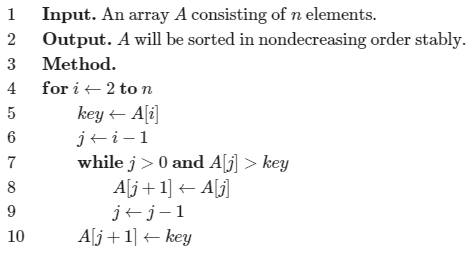 1 Input. An array A consisting of n elements.
2 Output. A will be sorted in nondecreasing order stably.
3 Method.
4 for i ← 2 to n
5 key ← A[i]
6 j ← i − 1
7 while j > 0 and A[j] > key
8 A[j + 1] ← A[j]
9 j ← j − 1
10 A[j + 1] ← key